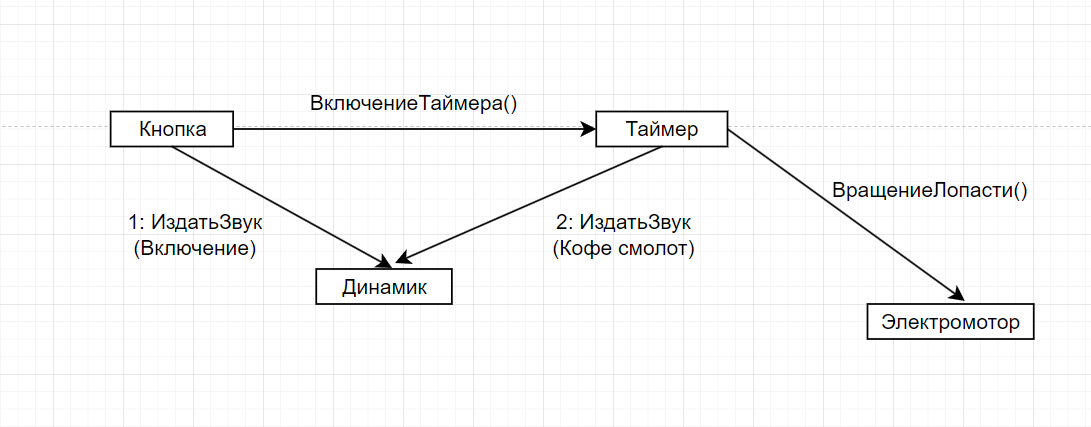 ВключениеТаймера()
Кнопка
Таймер
ВращениеЛопасти()
1: ИздатьЗвук
(Включение)
2: ИздатьЗвук
(Кофе смолот)
Динамик
Электромотор